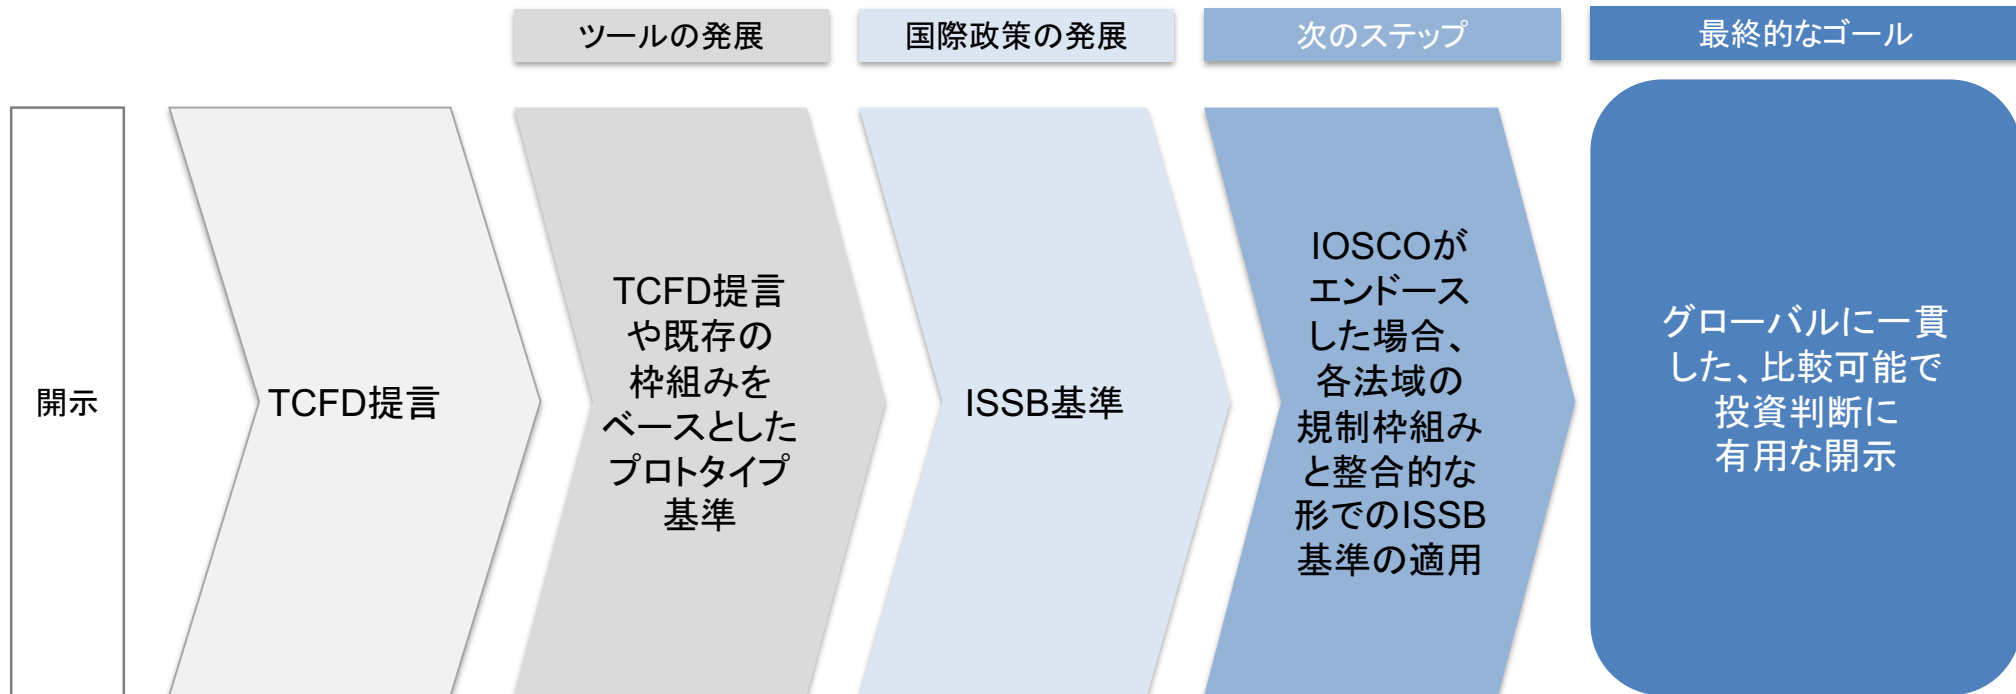 ツールの発展
国際政策の発展
次のステップ
最終的なゴール
開示
TCFD提言
TCFD提言
や既存の
枠組みを
ベースとした
プロトタイプ
基準
ISSB基準
IOSCOが
エンドース
した場合、
各法域の
規制枠組み
と整合的な
形でのISSB
基準の適用
グローバルに一貫
した、比較可能で
投資判断に
有用な開示